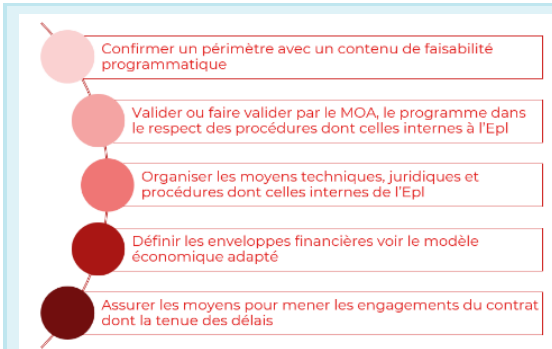 Confirmer un périmètre avec un contenu de faisabilité
programmatique
Valider ou faire valider par le MOA, le programme dans
le respect des procédures dont celles internes à l'Epl
Organiser les moyens techniques, juridiques et
procédures dont celles internes de l'Epl
Définir les enveloppes financières voir le modèle
économique adapté
Assurer les moyens pour mener les engagements du contrat
dont la tenue des délais